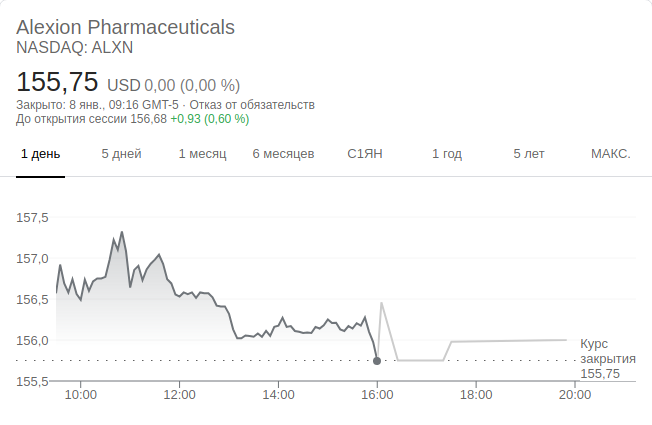 Alexion Pharmaceuticals
NASDAQ: ALXN
155,75 USD 0,00 (0,00 %)
Закрыто: 8 янв., 09:16 GMT-5 · Отказ от обязательств
До открытия сессии 156,68 +0,93 (0,60 %)
1 день 5 дней 1 месяц 6 месяцев С1ЯН 1 год 5 лет МАКС.
157,5
157,0
156,5
156,0
Курс
закрытия
155,75
155,5
10:00 12:00 14:00 16:00 18:00 20:00